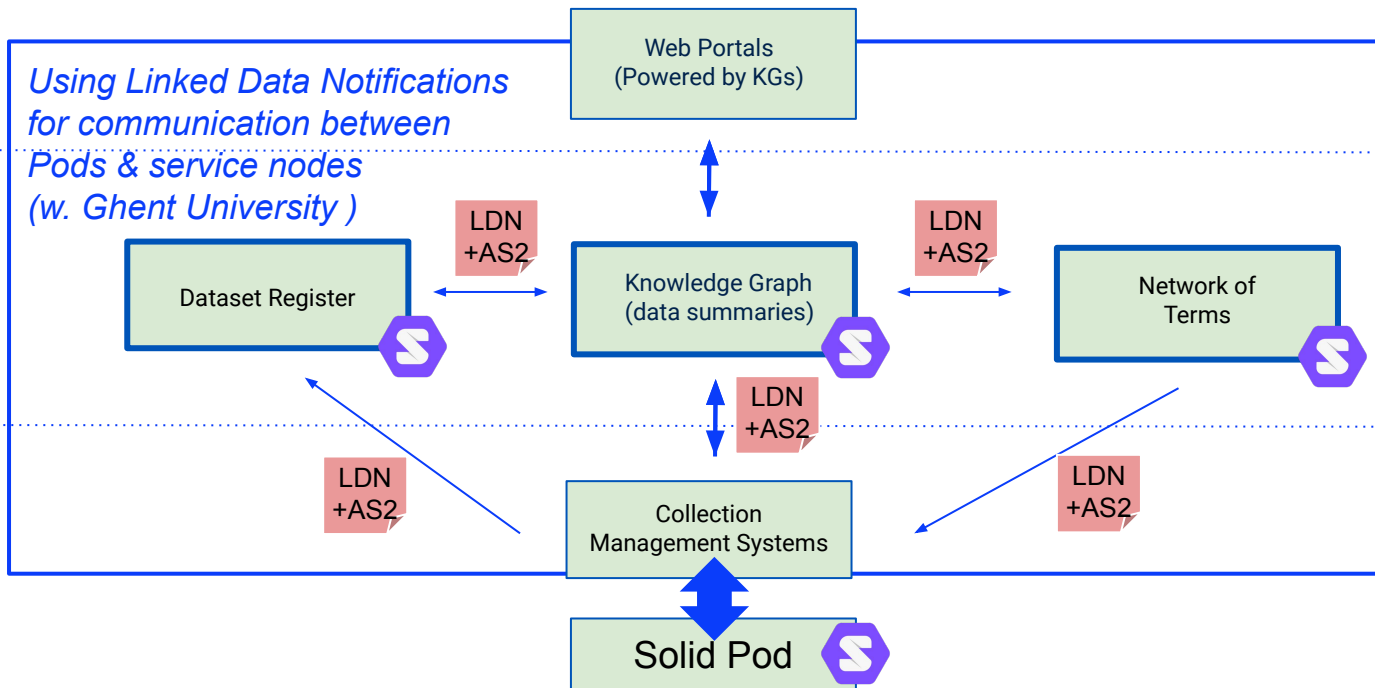 Web Portals
(Powered by KGs)
Using Linked Data Notifications
for communication between
Pods & service nodes
(w. Ghent University )
LDN
+AS2
LDN
+AS2
Dataset Register
Knowledge Graph
(data summaries)
Network of
Terms
LDN
+AS2
LDN
+AS2
LDN
+AS2
Collection
Management Systems
Solid Pod